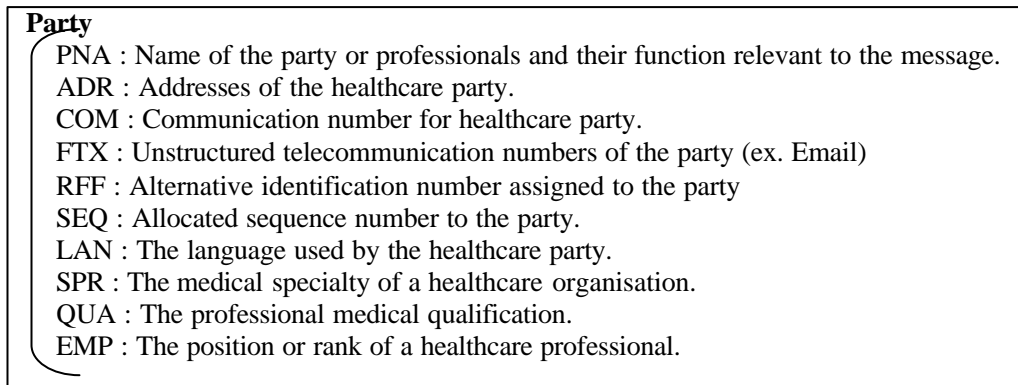 Party
PNA : Name of the party or professionals and their function relevant to the message.
ADR : Addresses of the healthcare party.
COM : Communication number for healthcare party.
FTX : Unstructured telecommunication numbers of the party (ex. Email)
RFF : Alternative identification number assigned to the party
SEQ : Allocated sequence number to the party.
LAN : The language used by the healthcare party.
SPR : The medical specialty of a healthcare organisation.
QUA : The professional medical qualification.
EMP : The position or rank of a healthcare professional.